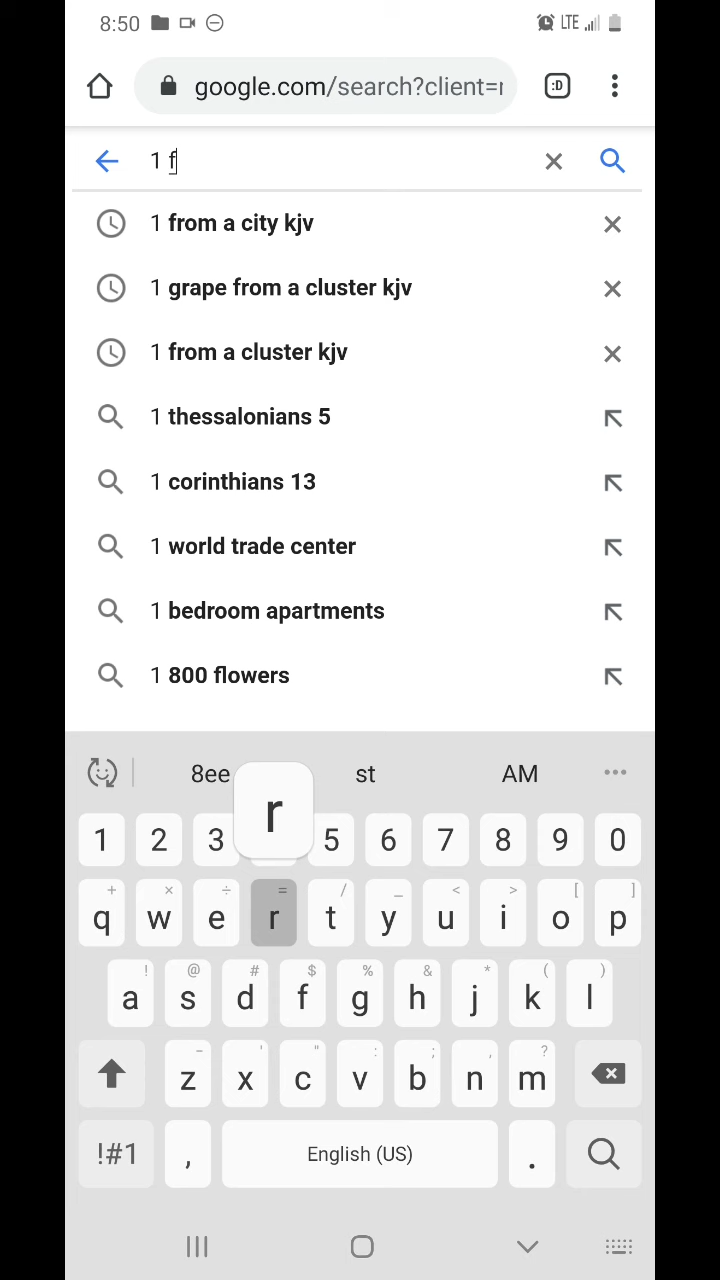 8:50 LTE
google.com/search?client=r
:D
1 f
1 from a city kjv
1 grape from a cluster kjv
1 from a cluster kjv
1 thessalonians 5
1 corinthians 13
1 world trade center
1 bedroom apartments
1 800 flowers
8ee st AM
r
1 2 3 5 6 7 8 9 0
+ × ÷ = / _ < > [ ]
q w e r t y u i o p
! @ # $ % & * ( )
a s d f g h j k l
- ' " : ; , ?
z x c v b n m
!#1 , English (US) .